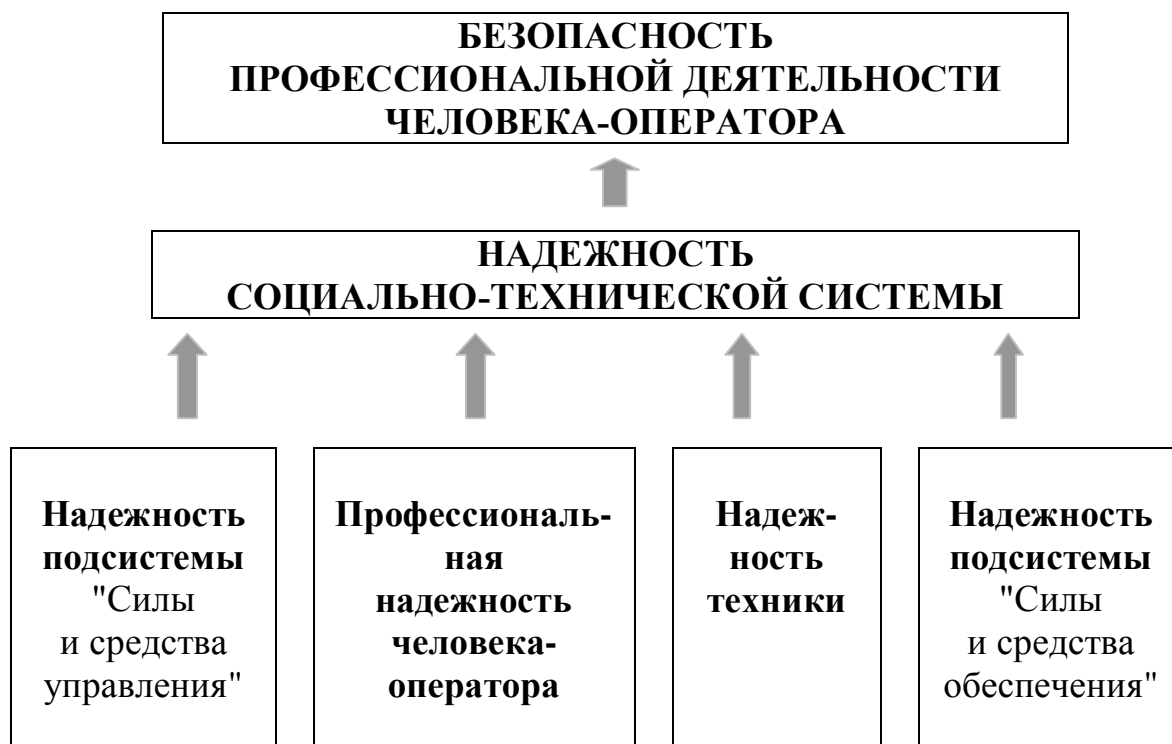 БЕЗОПАСНОСТЬ
ПРОФЕССИОНАЛЬНОЙ ДЕЯТЕЛЬНОСТИ
ЧЕЛОВЕКА-ОПЕРАТОРА
НАДЕЖНОСТЬ
СОЦИАЛЬНО-ТЕХНИЧЕСКОЙ СИСТЕМЫ
Надежность
подсистемы
"Силы
и средства
управления"
Профессиональ-
ная
надежность
человека-
оператора
Надеж-
ность
техники
Надежность
подсистемы
"Силы
и средства
обеспечения"